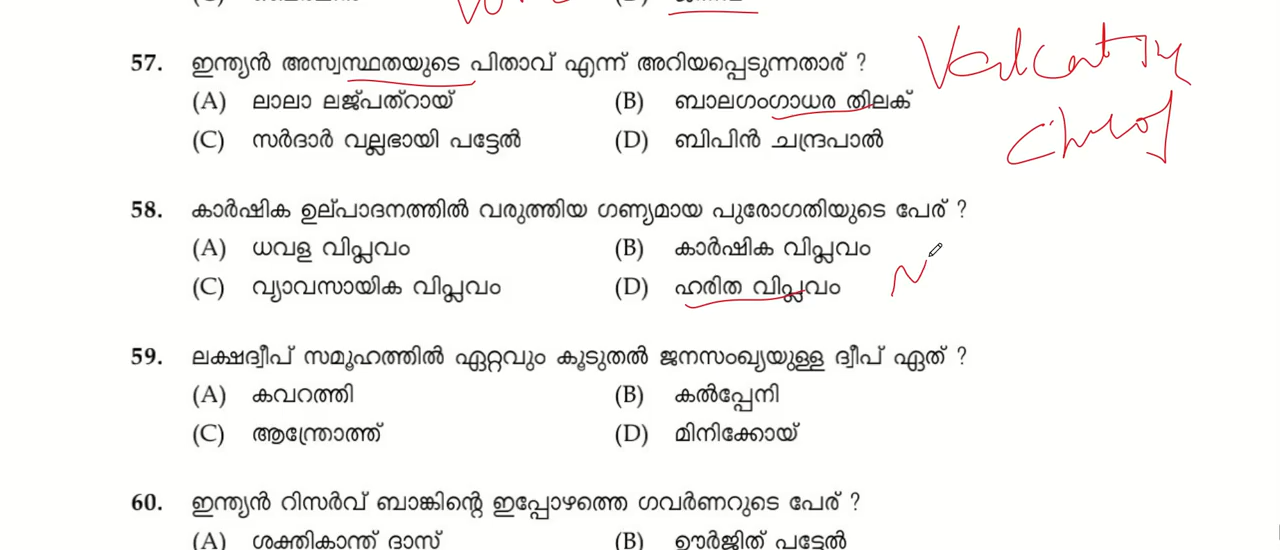 57. ഇന്ത്യൻ അസ്വസ്ഥതയുടെ പിതാവ് എന്ന് അറിയപ്പെടുന്നതാര് ?
(A) ലാലാ ലജ്പത്റായ് (B) ബാലഗംഗാധര തിലക്
(C) സർദാർ വല്ലഭായി പട്ടേൽ (D) ബിപിൻ ചന്ദ്രപാൽ
58. കാർഷിക ഉല്പാദനത്തിൽ വരുത്തിയ ഗണ്യമായ പുരോഗതിയുടെ പേര് ?
(A) ധവള വിപ്ലവം (B) കാർഷിക വിപ്ലവം
(C) വ്യാവസായിക വിപ്ലവം (D) ഹരിത വിപ്ലവം
59. ലക്ഷദ്വീപ് സമൂഹത്തിൽ ഏറ്റവും കൂടുതൽ ജനസംഖ്യയുള്ള ദ്വീപ് ഏത് ?
(A) കവറത്തി (B) കൽപ്പേനി
(C) ആന്ത്രോത്ത് (D) മിനിക്കോയ്
60. ഇന്ത്യൻ റിസർവ് ബാങ്കിന്റെ ഇപ്പോഴത്തെ ഗവർണറുടെ പേര് ?
(A) ശക്തികാന്ത് ദാസ് (B) ഊർജിത് പട്ടേൽ